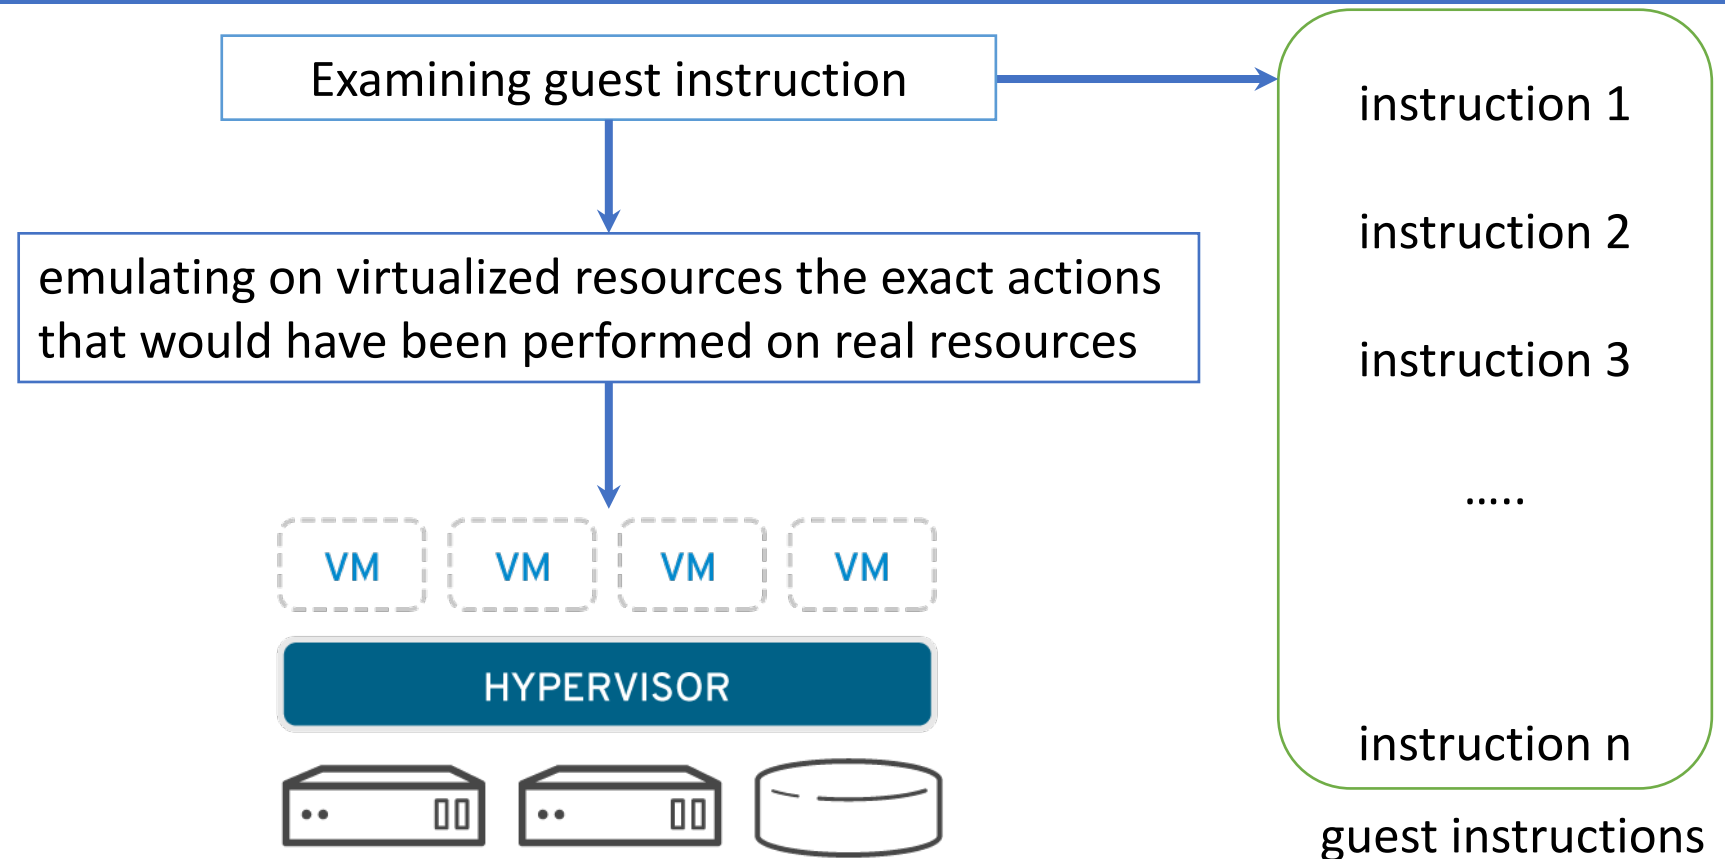 Examining guest instruction
emulating on virtualized resources the exact actions
that would have been performed on real resources
VM VM VM VM
HYPERVISOR
instruction 1
instruction 2
instruction 3
.....
instruction n
guest instructions